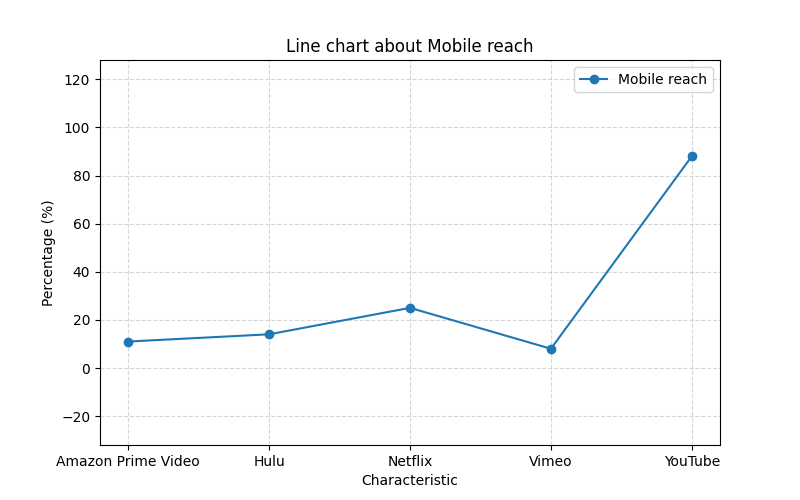 Line chart about Mobile reach
Mobile reach
120
100
80
60
40
20
0
−20
Percentage (%)
Amazon Prime Video
Hulu
Netflix
Vimeo
YouTube
Characteristic